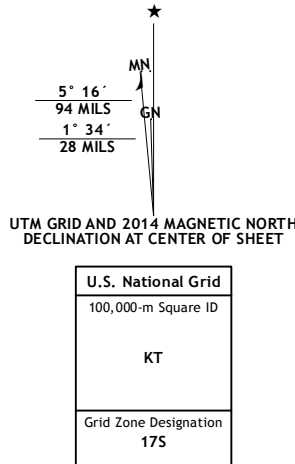 ★
MN
GN
5° 16´
94 MILS
1° 34´
28 MILS
UTM GRID AND 2014 MAGNETIC NORTH
DECLINATION AT CENTER OF SHEET
U.S. National Grid
100,000-m Square ID
KT
Grid Zone Designation
17S